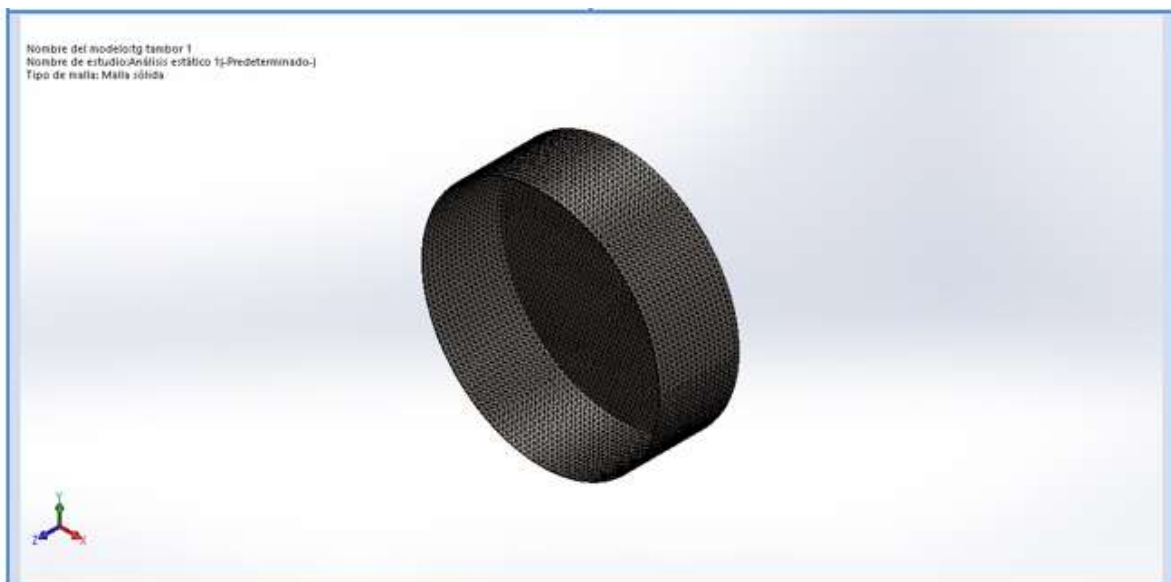 Nombre del modelo:tg tambor 1
Nombre de estudio:Análisis estático 1(-Predeterminado-)
Tipo de malla: Malla sólida
Y
Z
X